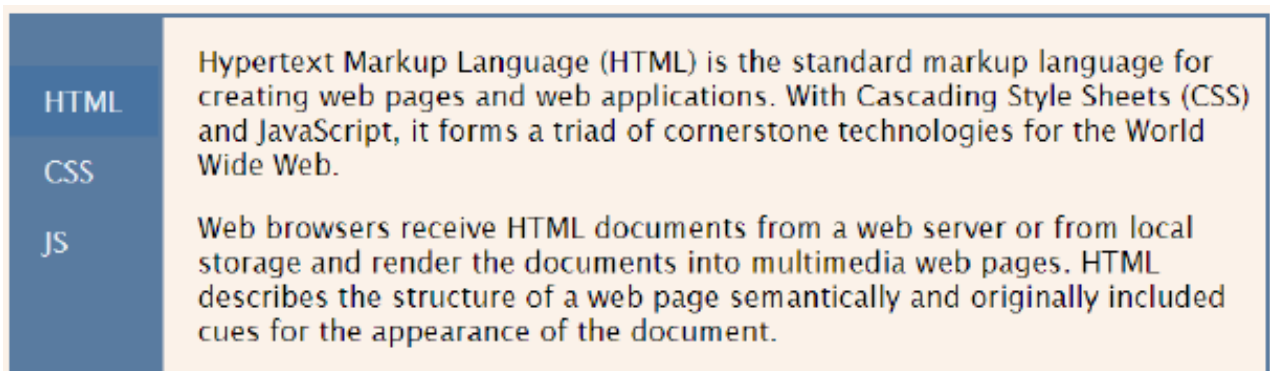 HTML
CSS
JS
Hypertext Markup Language (HTML) is the standard markup language for
creating web pages and web applications. With Cascading Style Sheets (CSS)
and JavaScript, it forms a triad of cornerstone technologies for the World
Wide Web.
Web browsers receive HTML documents from a web server or from local
storage and render the documents into multimedia web pages. HTML
describes the structure of a web page semantically and originally included
cues for the appearance of the document.